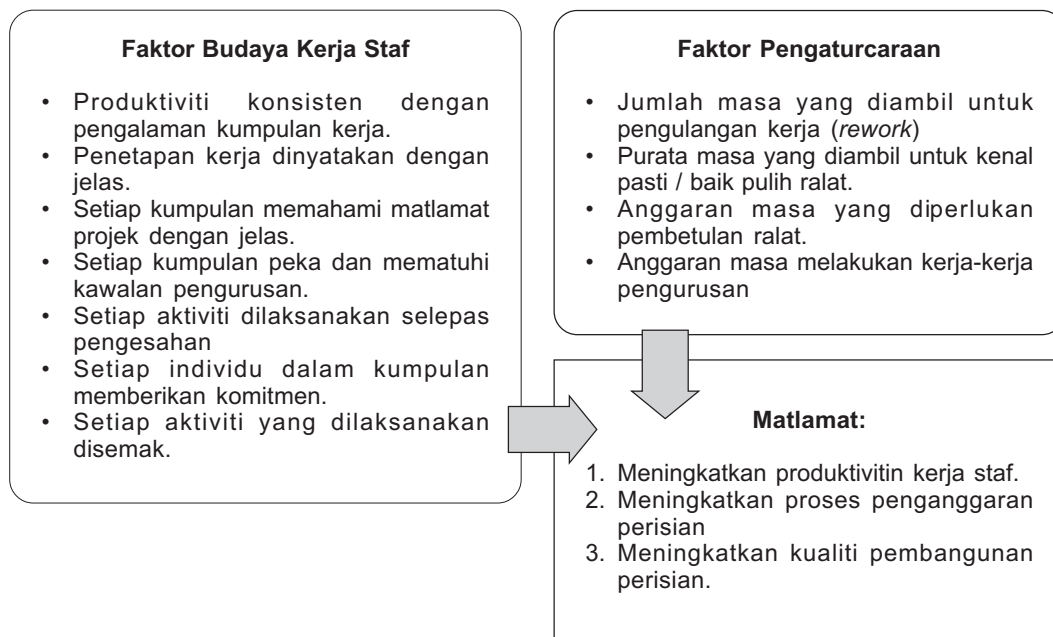 Faktor Budaya Kerja Staf
• Produktiviti konsisten dengan
pengalaman kumpulan kerja.
• Penetapan kerja dinyatakan dengan
jelas.
• Setiap kumpulan memahami matlamat
projek dengan jelas.
• Setiap kumpulan peka dan mematuhi
kawalan pengurusan.
• Setiap aktiviti dilaksanakan selepas
pengesahan
• Setiap individu dalam kumpulan
memberikan komitmen.
• Setiap aktiviti yang dilaksanakan
disemak.
Faktor Pengaturcaraan
• Jumlah masa yang diambil untuk
pengulangan kerja (rework)
• Purata masa yang diambil untuk kenal
pasti / baik pulih ralat.
• Anggaran masa yang diperlukan
pembetulan ralat.
• Anggaran masa melakukan kerja-kerja
pengurusan
Matlamat:
1. Meningkatkan produktivitin kerja staf.
2. Meningkatkan proses penganggaran
perisian
3. Meningkatkan kualiti pembangunan
perisian.